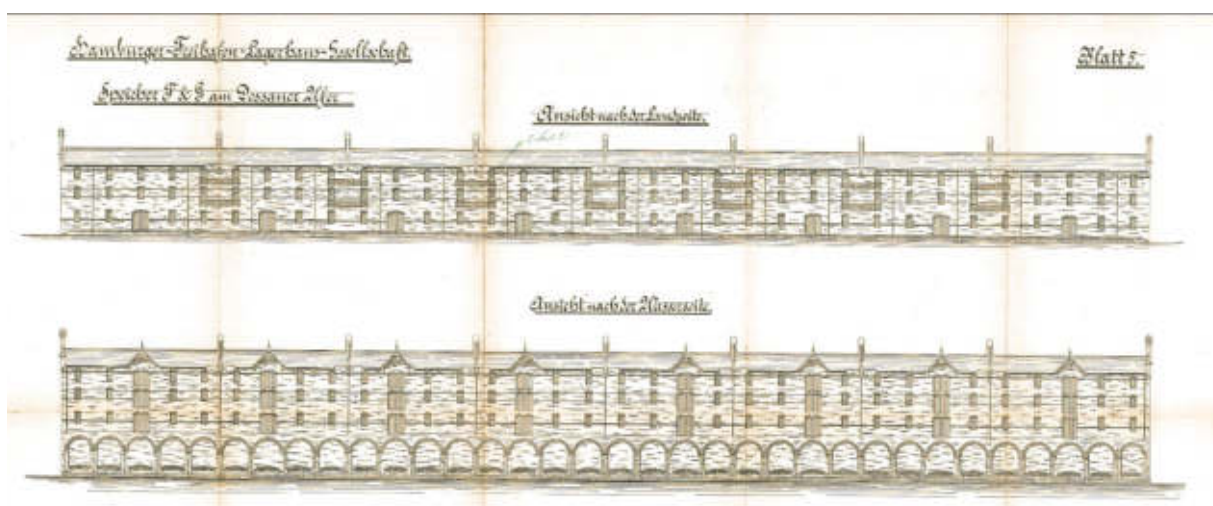 Hamburger-Freihafen-Lagerhaus-Gesellschaft.
Blatt 5.
Speicher F & G am Dessauer Ufer
Ansicht nach der Landseite.
Ansicht nach der Wasserseite.